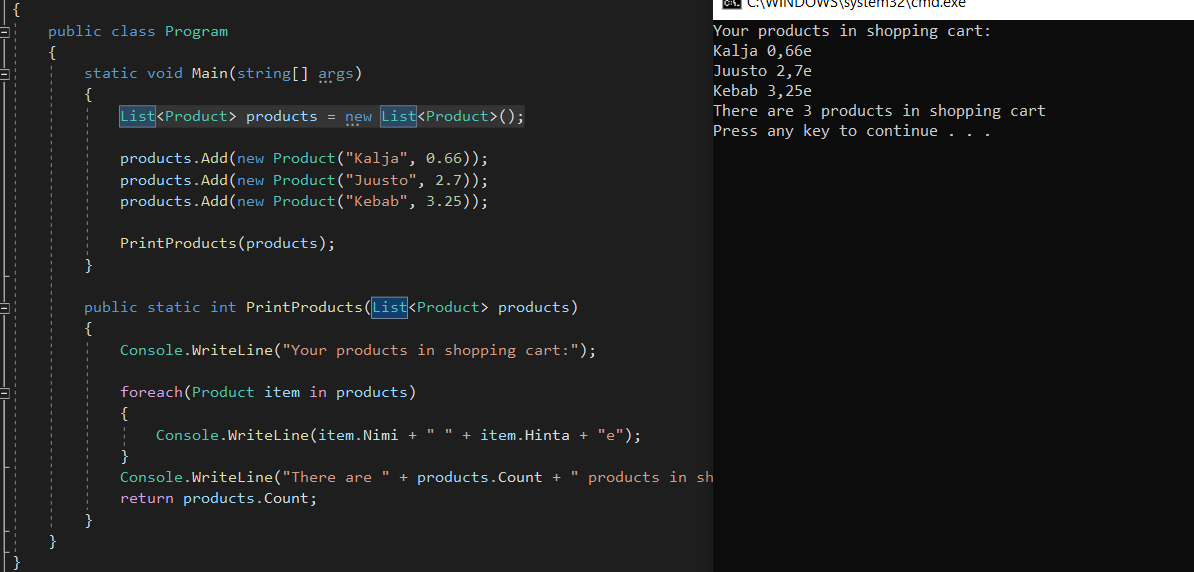 {
public class Program
{
static void Main(string[] args)
{
List<Product> products = new List<Product>();
products.Add(new Product("Kalja", 0.66));
products.Add(new Product("Juusto", 2.7));
products.Add(new Product("Kebab", 3.25));
PrintProducts(products);
}
public static int PrintProducts(List<Product> products)
{
Console.WriteLine("Your products in shopping cart:");
foreach(Product item in products)
{
Console.WriteLine(item.Nimi + " " + item.Hinta + "e");
}
Console.WriteLine("There are " + products.Count + " products in sh
return products.Count;
}
}
}
C:\WINDOWS\system32\cmd.exe
Your products in shopping cart:
Kalja 0,66e
Juusto 2,7e
Kebab 3,25e
There are 3 products in shopping cart
Press any key to continue . . .